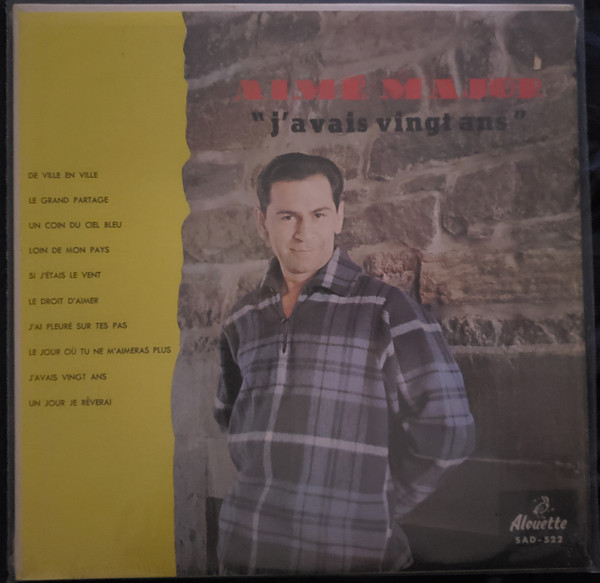 AIMÉ MAJOR
"j'avais vingt ans"
DE VILLE EN VILLE
LE GRAND PARTAGE
UN COIN DU CIEL BLEU
LOIN DE MON PAYS
SI J'ÉTAIS LE VENT
LE DROIT D'AIMER
J'AI PLEURE SUR TES PAS
LE JOUR OÙ TU NE M'AIMERAS PLUS
J'AVAIS VINGT ANS
UN JOUR JE RÊVERAI
Alouette
SAD-522